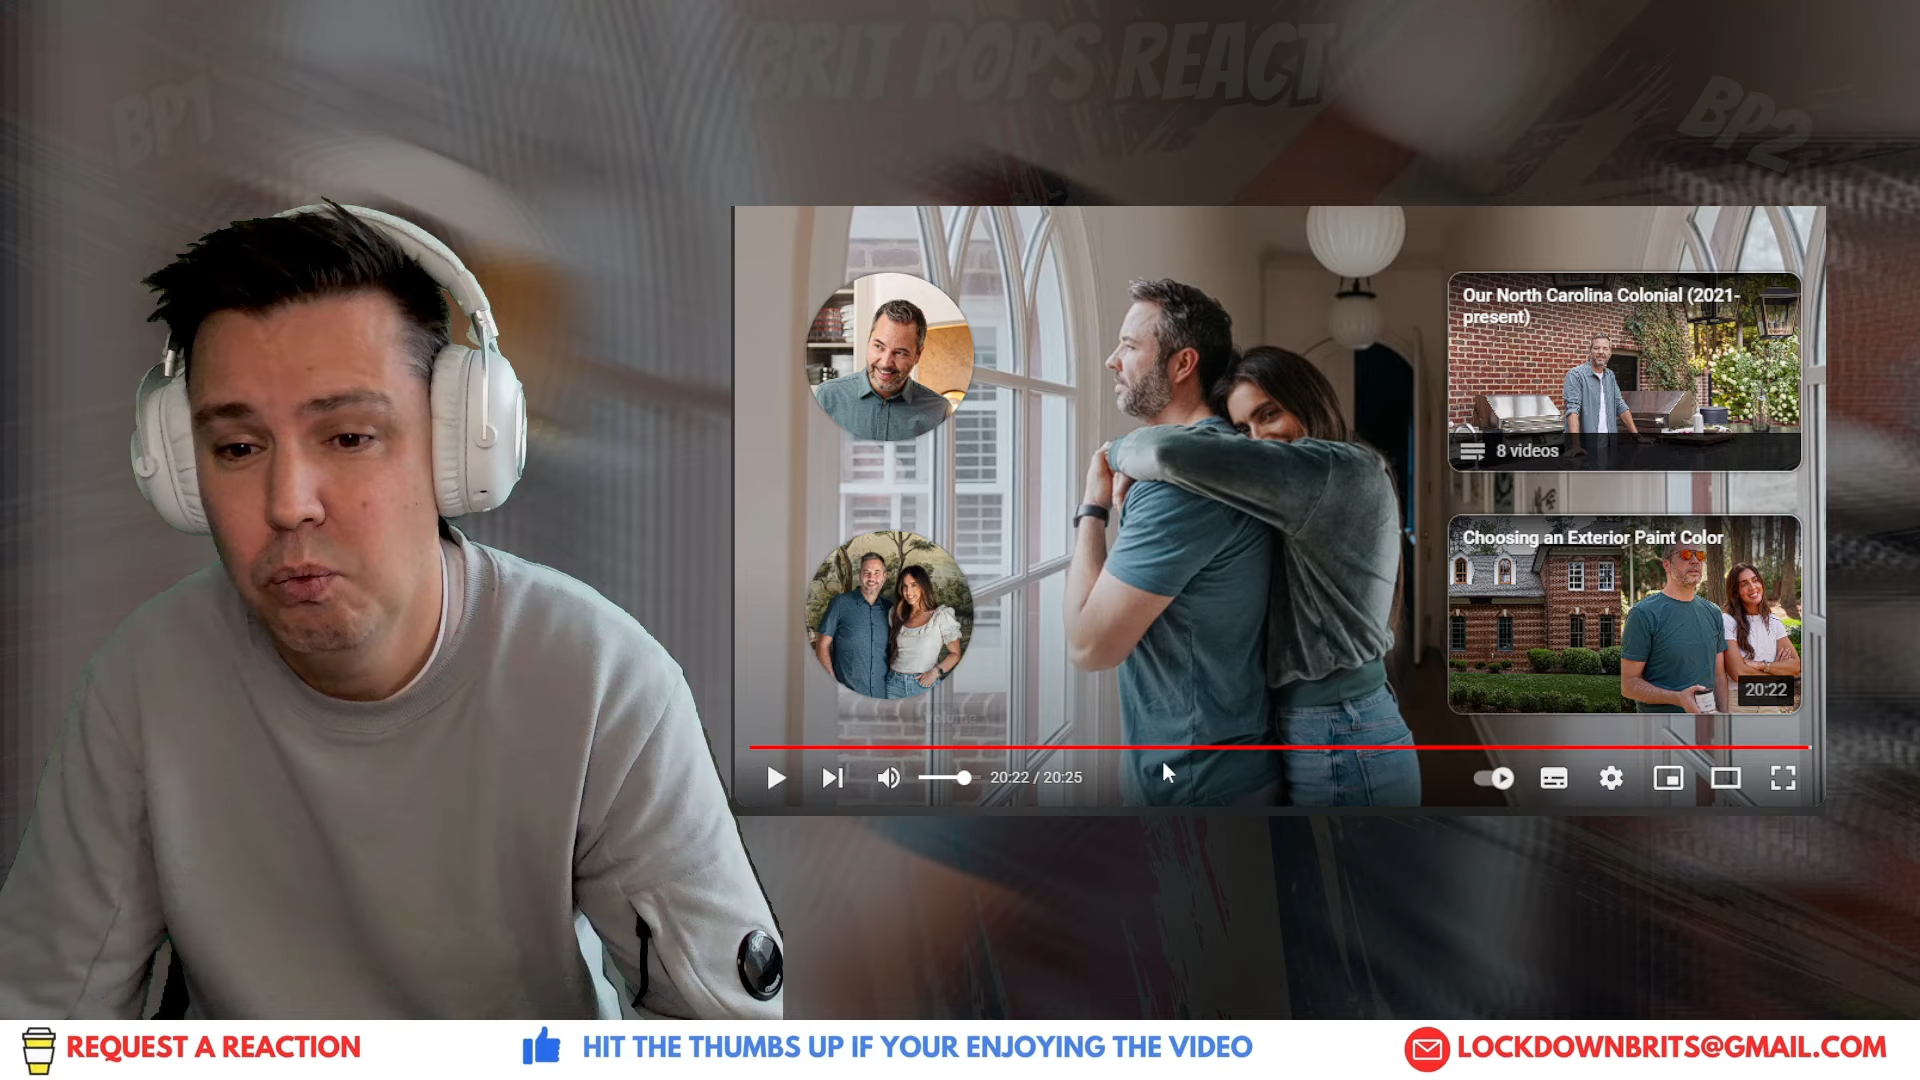 BRIT POPS REACT
BP1
BP2
Our North Carolina Colonial (2021-
present)
8 videos
Choosing an Exterior Paint Color
20:22
Volume
20:22 / 20:25
REQUEST A REACTION
HIT THE THUMBS UP IF YOUR ENJOYING THE VIDEO
LOCKDOWNBRITS@GMAIL.COM